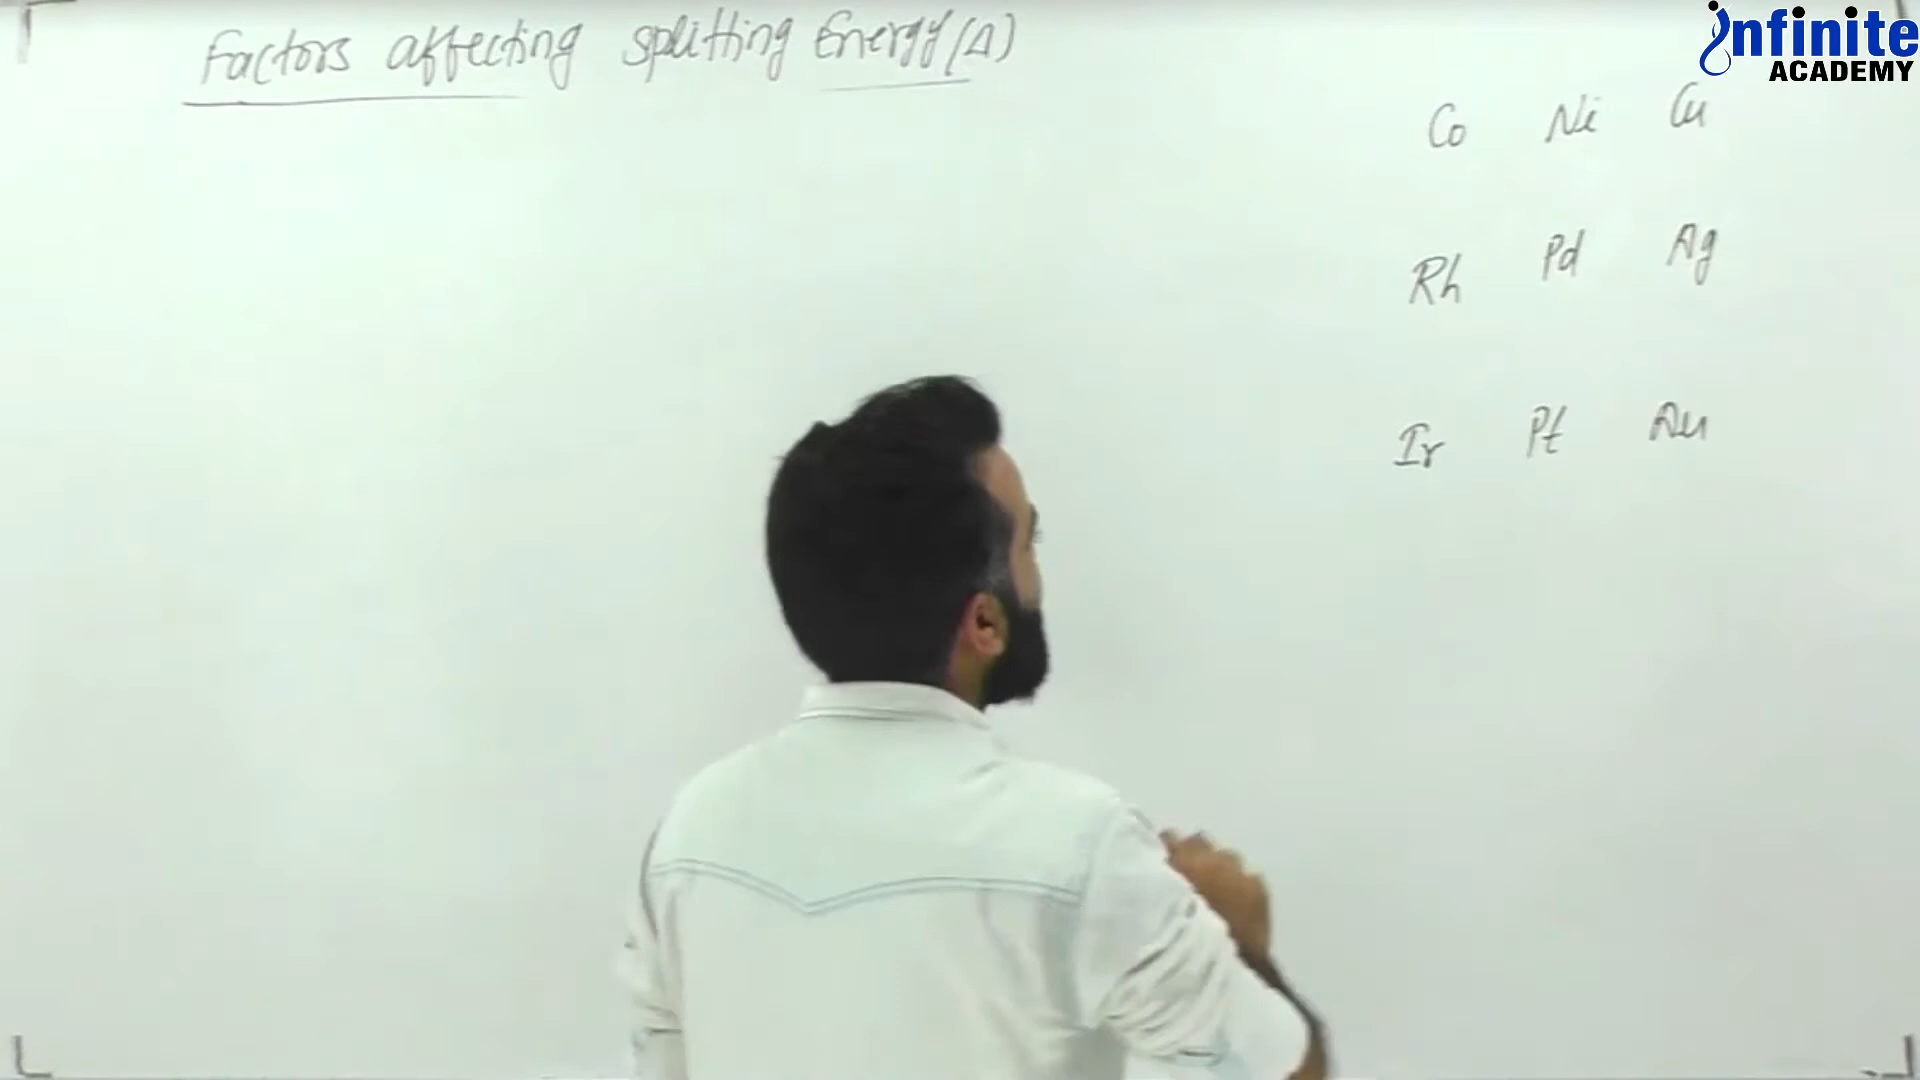 Factors affecting splitting Energy (Δ)
infinite
ACADEMY
Co Ni Cu
Rh Pd Ag
Ir Pt Au